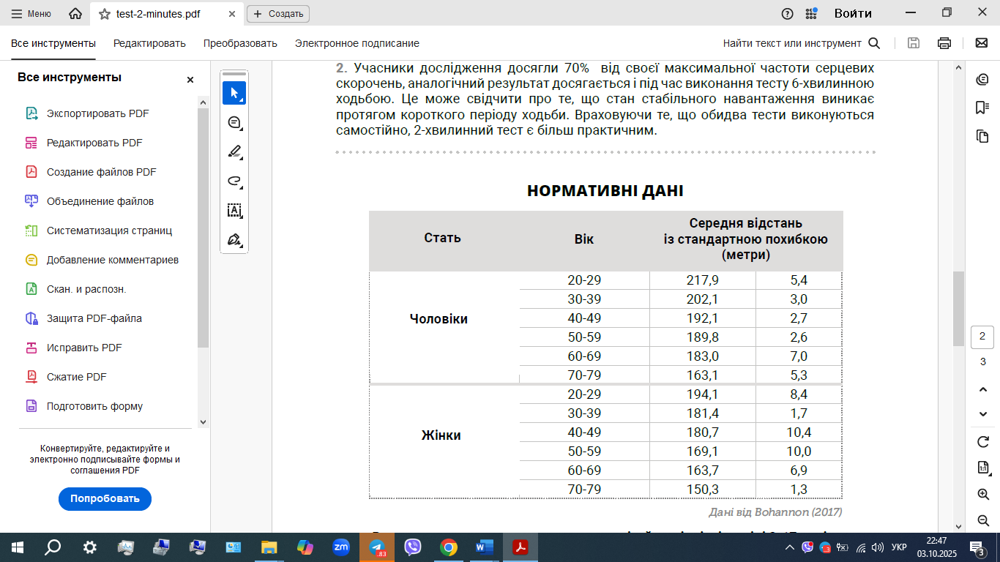 Меню
test-2-minutes.pdf
Создать
Войти
Все инструменты
Редактировать
Преобразовать
Электронное подписание
Найти текст или инструмент
Все инструменты
Экспортировать PDF
Редактировать PDF
Создание файлов PDF
Объединение файлов
Систематизация страниц
Добавление комментариев
Скан. и распозн.
Защита PDF-файла
Исправить PDF
Сжатие PDF
Подготовить форму
Конвертируйте, редактируйте и
электронно подписывайте формы и
соглашения PDF
Попробовать
2. Учасники дослідження досягли 70% від своєї максимальної частоти серцевих
скорочень, аналогічний результат досягається і під час виконання тесту 6-хвилинною
ходьбою. Це може свідчити про те, що стан стабільного навантаження виникає
протягом короткого періоду ходьби. Враховуючи те, що обидва тести виконуються
самостійно, 2-хвилинний тест є більш практичним.
НОРМАТИВНІ ДАНІ
Стать Вік Середня відстань
із стандартною похибкою
(метри)
Чоловіки
20-29 217,9 5,4
30-39 202,1 3,0
40-49 192,1 2,7
50-59 189,8 2,6
60-69 183,0 7,0
70-79 163,1 5,3
Жінки
20-29 194,1 8,4
30-39 181,4 1,7
40-49 180,7 10,4
50-59 169,1 10,0
60-69 163,7 6,9
70-79 150,3 1,3
Дані від Bohannon (2017)
2
3
1:1
zm
83
УКР
22:47
03.10.2025
3